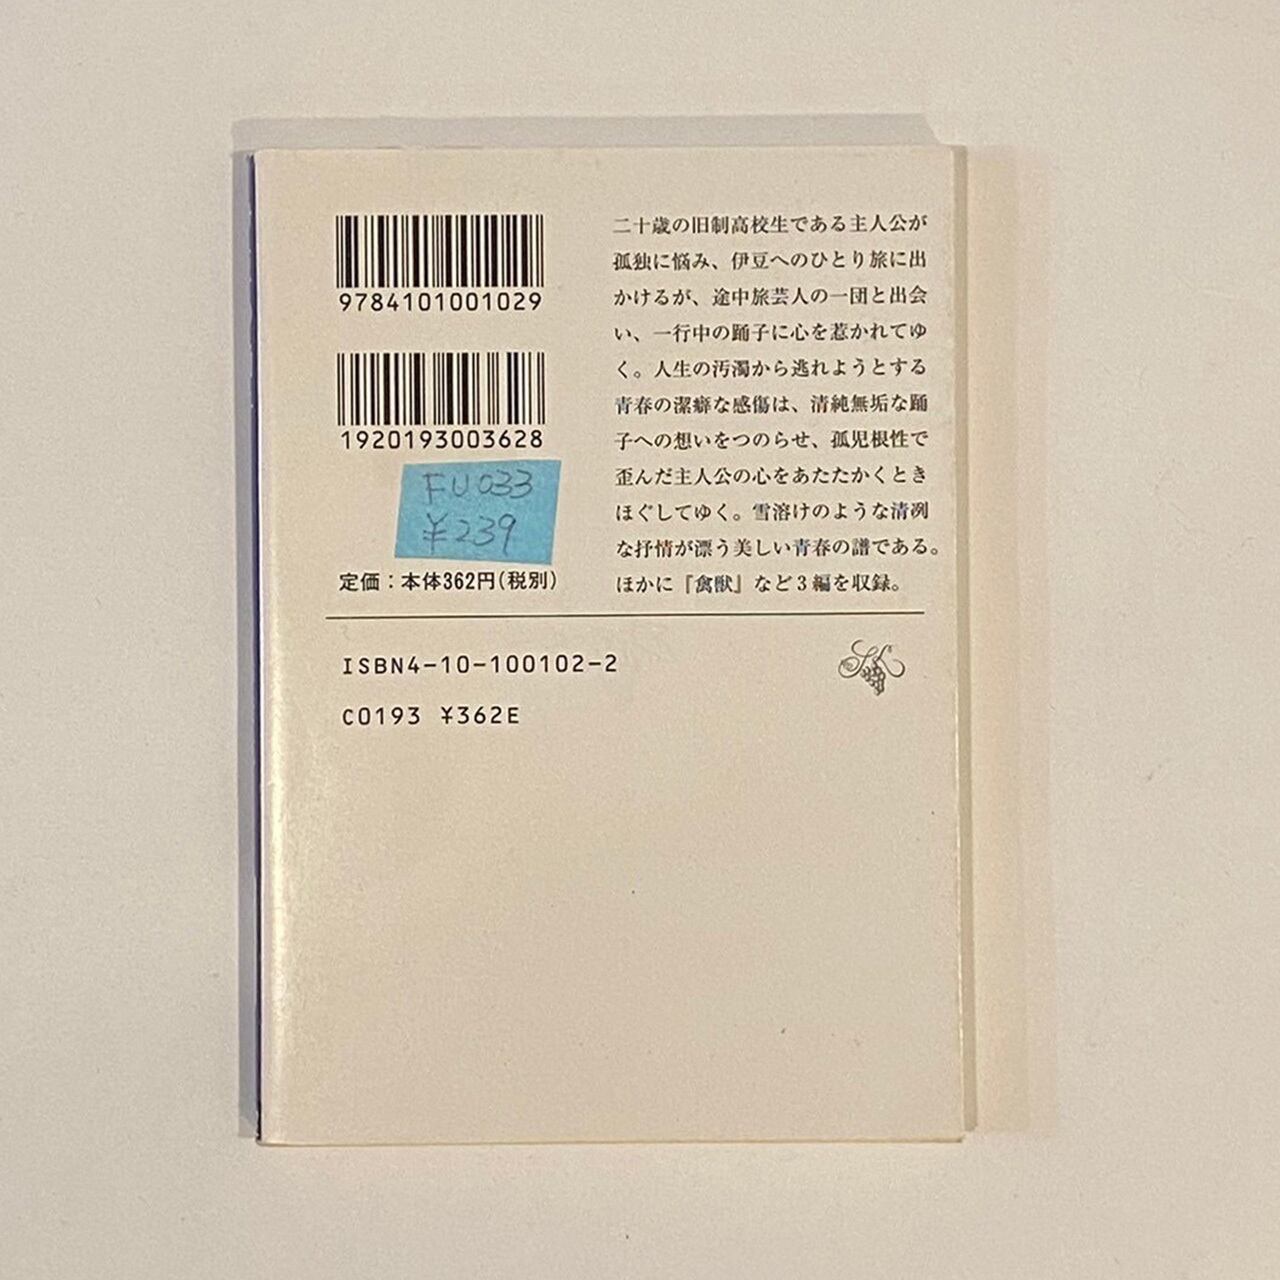 9784101001029
1920193003628
FU033
¥239
定価：本体362円(税別)
ISBN4-10-100102-2
C0193 ¥362E
二十歳の旧制高校生である主人公が
孤独に悩み、伊豆へのひとり旅に出
かけるが、途中旅芸人の一団と出会
い、一行中の踊子に心を惹かれてゆ
く。人生の汚濁から逃れようとする
青春の潔癖な感傷は、清純無垢な踊
子への想いをつのらせ、孤児根性で
歪んだ主人公の心をあたたかくとき
ほぐしてゆく。雪溶けのような清冽
な抒情が漂う美しい青春の譜である。
ほかに『禽獣』など３編を収録。